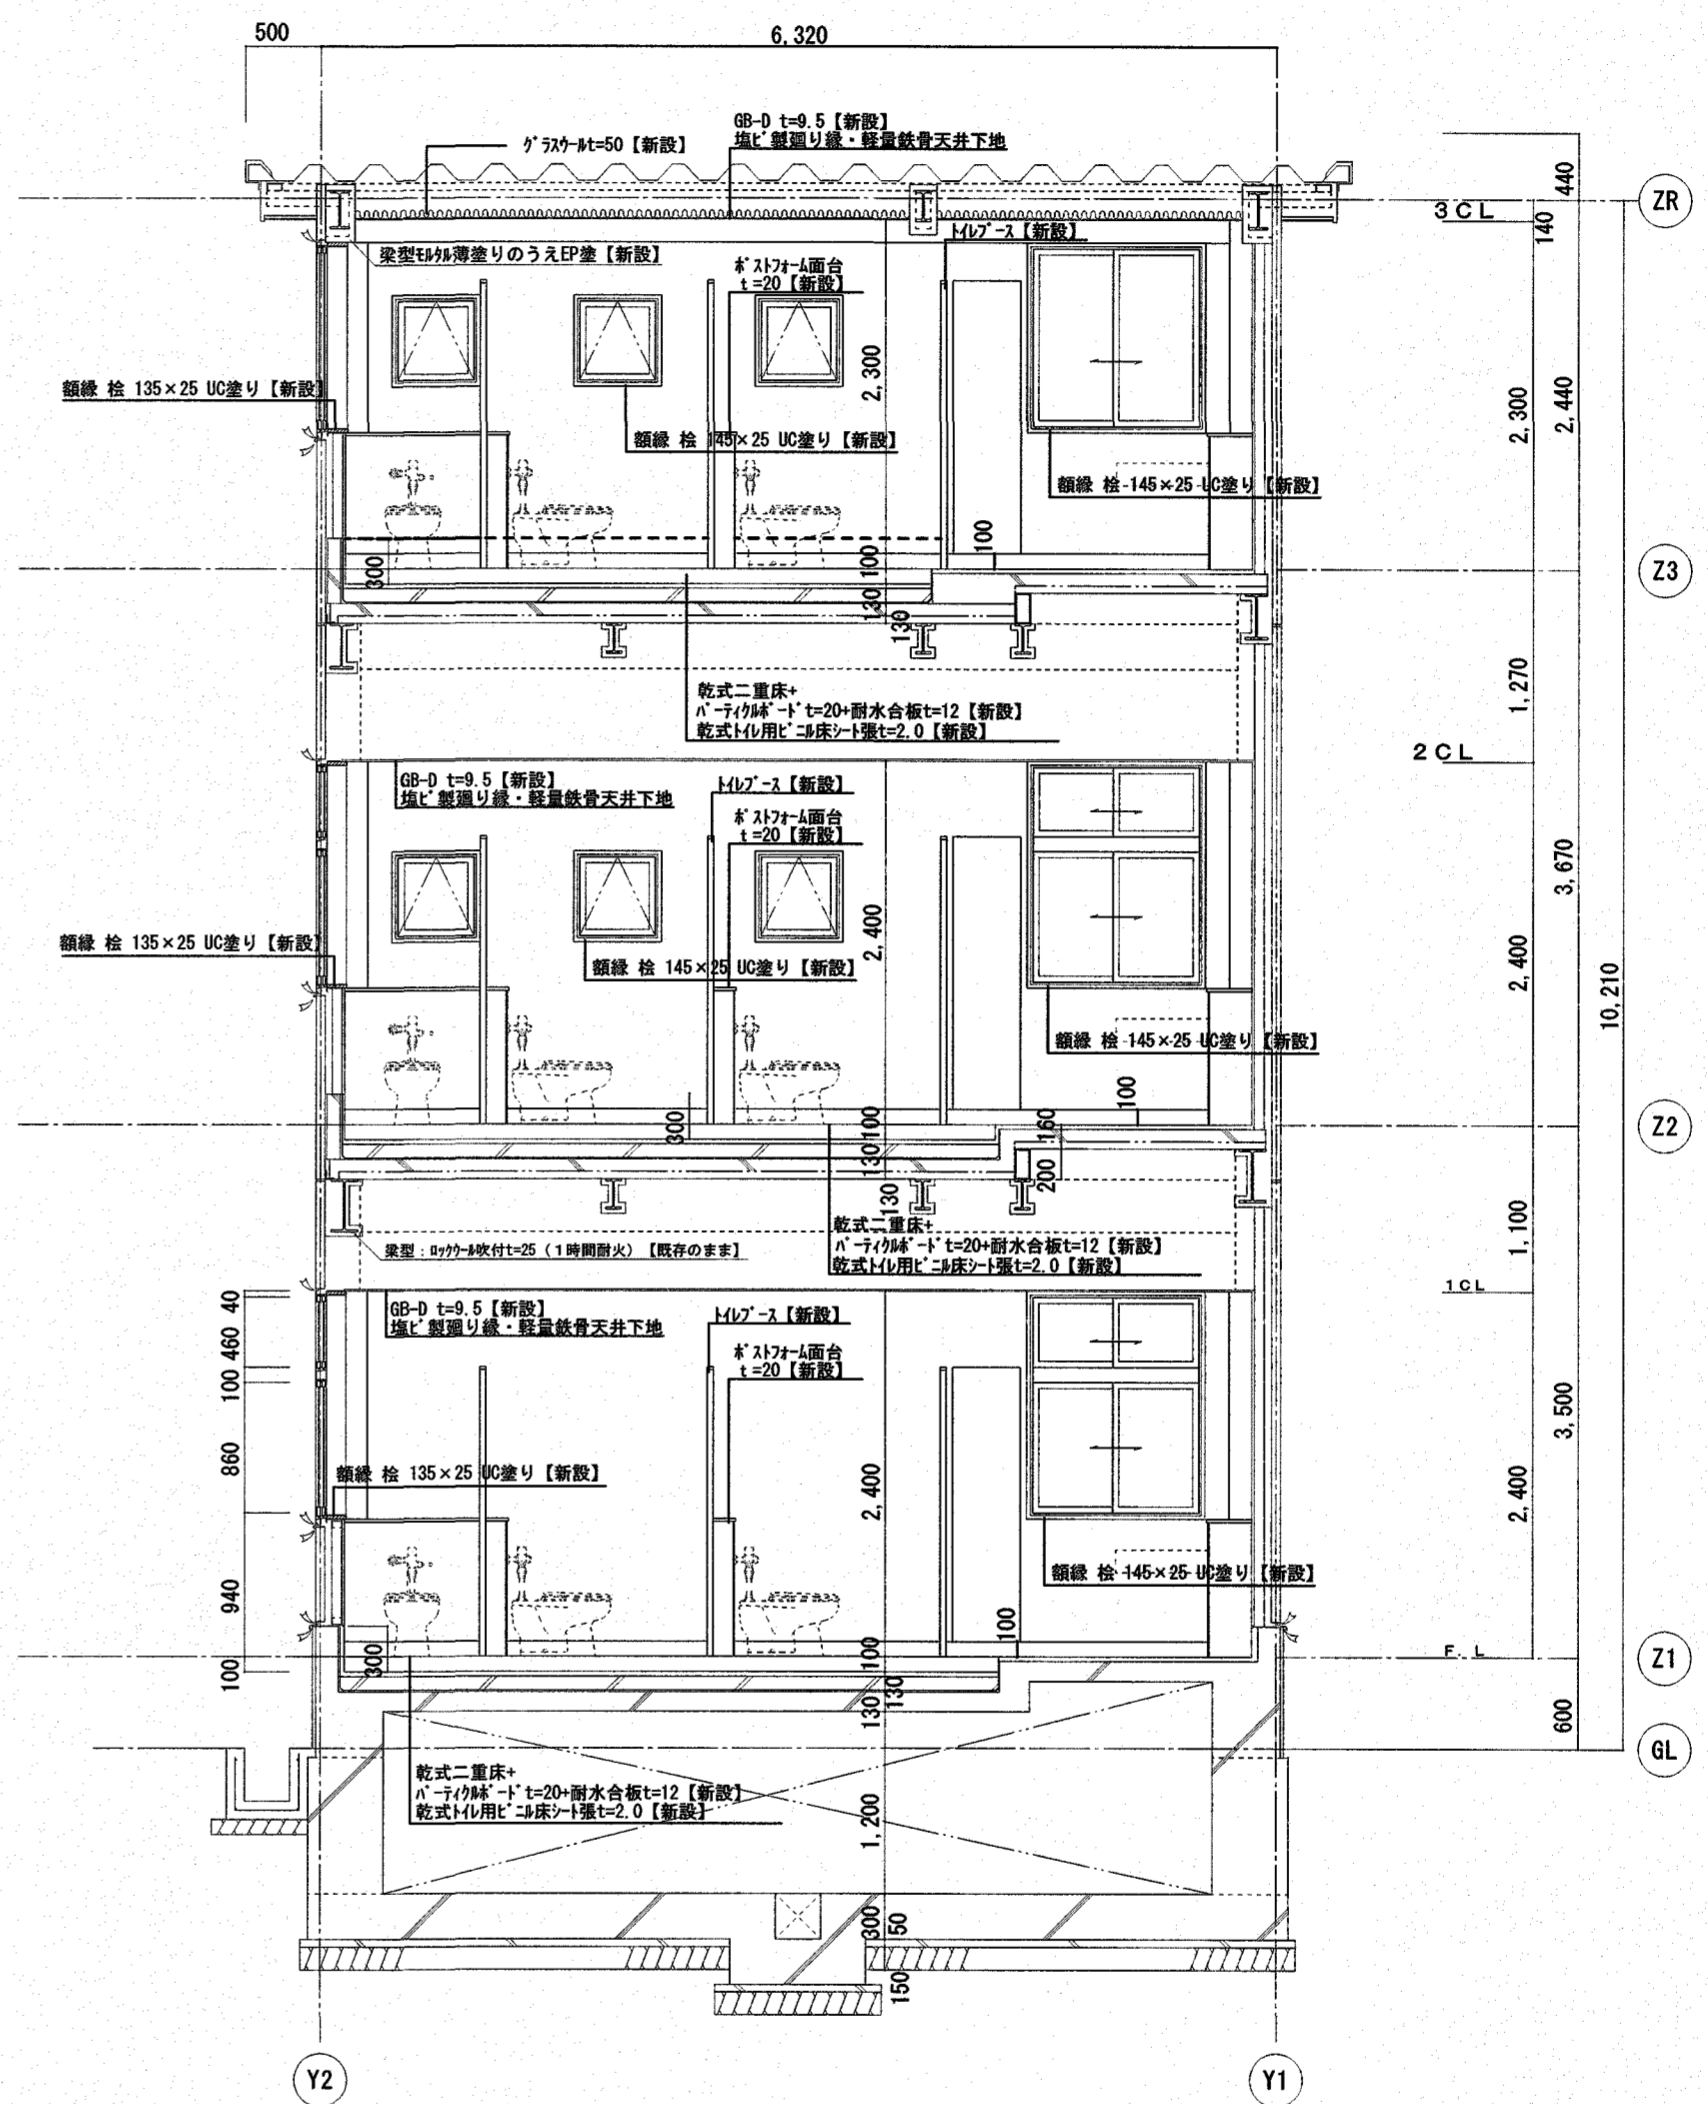 500
6,320
GB-D t=9.5【新設】
塩ビ製廻り縁・軽量鉄骨天井下地
グラスウールt=50【新設】
440
ZR
3CL
140
トイレブース【新設】
梁型モルタル薄塗りのうえEP塗【新設】
ポストフォーム面台
t=20【新設】
2,300
額縁 桧 135×25 UC塗り【新設】
2,300
2,440
額縁 桧 145×25 UC塗り【新設】
額縁 桧 145×25 UC塗り【新設】
100
300
100
Z3
130
130
乾式二重床+
パーティクルボードt=20+耐水合板t=12【新設】
乾式トイレ用ビニル床シート張t=2.0【新設】
1,270
2CL
GB-D t=9.5【新設】
塩ビ製廻り縁・軽量鉄骨天井下地
トイレブース【新設】
ポストフォーム面台
t=20【新設】
3,670
2,400
額縁 桧 135×25 UC塗り【新設】
額縁 桧 145×25 UC塗り【新設】
2,400
10,210
額縁 桧 145×25 UC塗り【新設】
100
300
100
160
Z2
130
200
130
乾式二重床+
パーティクルボードt=20+耐水合板t=12【新設】
乾式トイレ用ビニル床シート張t=2.0【新設】
梁型:ロックウール吹付t=25(1時間耐火)【既存のまま】
1,100
1CL
40
GB-D t=9.5【新設】
塩ビ製廻り縁・軽量鉄骨天井下地
トイレブース【新設】
460
ポストフォーム面台
t=20【新設】
100
3,500
860
額縁 桧 135×25 UC塗り【新設】
2,400
2,400
額縁 桧 145×25 UC塗り【新設】
940
100
300
100
F.L
Z1
100
130
130
600
GL
乾式二重床+
パーティクルボードt=20+耐水合板t=12【新設】
乾式トイレ用ビニル床シート張t=2.0【新設】
1,200
300
50
150
Y2
Y1